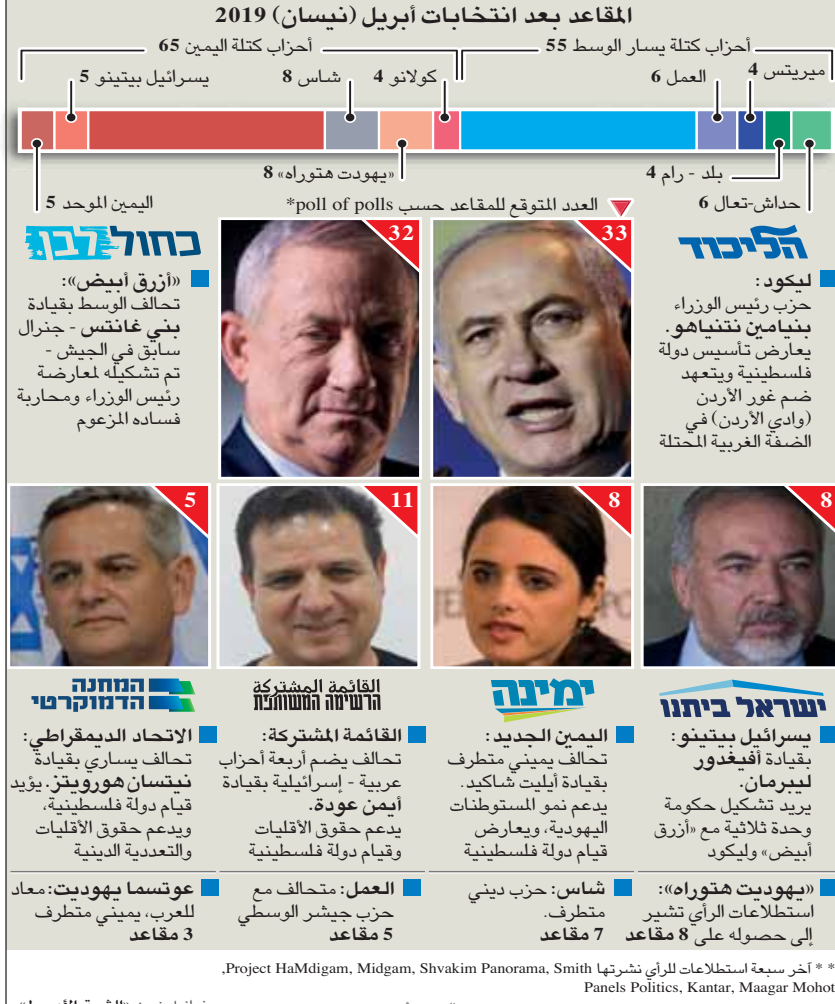 المقاعد بعد انتخابات أبريل (نيسان) 2019
أحزاب كتلة يسار الوسط 55
أحزاب كتلة اليمين 65
ميريتس 4
العمل 6
كولانو 4
شاس 8
يسرائيل بيتينو 5
حداش-تعال 6
بلد - رام 4
«يهودت هتوراه» 8
اليمين الموحد 5
العدد المتوقع للمقاعد حسب poll of polls*
33
32
הליכוד
ليكود:
حزب رئيس الوزراء
بنيامين نتنياهو.
يعارض تأسيس دولة
فلسطينية ويتعهد
ضم غور الأردن
(وادي الأردن) في
الضفة الغربية المحتلة
כחול לבן
«أزرق أبيض»:
تحالف الوسط بقيادة
بني غانتس - جنرال
سابق في الجيش -
تم تشكيله لمعارضة
رئيس الوزراء ومحاربة
فساده المزعوم
8
8
11
5
ישראל ביתנו
يسرائيل بيتينو:
بقيادة أفيغدور
ليبرمان.
يريد تشكيل حكومة
وحدة ثلاثية مع «أزرق
أبيض» وليكود
ימינה
اليمين الجديد:
تحالف يميني متطرف
بقيادة أيليت شاكيد.
يدعم نمو المستوطنات
اليهودية، ويعارض
قيام دولة فلسطينية
القائمة المشتركة
הרשימה המשותפת
القائمة المشتركة:
تحالف يضم أربعة أحزاب
عربية - إسرائيلية بقيادة
أيمن عودة.
يدعم حقوق الأقليات
وقيام دولة فلسطينية
המחנה
הדמוקרטי
الاتحاد الديمقراطي:
تحالف يساري بقيادة
نيتسان هورويتز. يؤيد
قيام دولة فلسطينية،
ويدعم حقوق الأقليات
والتعددية الدينية
«يهوديت هتوراه»:
استطلاعات الرأي تشير
إلى حصوله على 8 مقاعد
شاس: حزب ديني
متطرف.
7 مقاعد
العمل: متحالف مع
حزب جيشر الوسطي
5 مقاعد
عوتسما يهوديت: معاد
للعرب، يميني متطرف
3 مقاعد
* * آخر سبعة استطلاعات للرأي نشرتها Project HaMdigam, Midgam, Shvakim Panorama, Smith,
Panels Politics, Kantar, Maagar Mohot